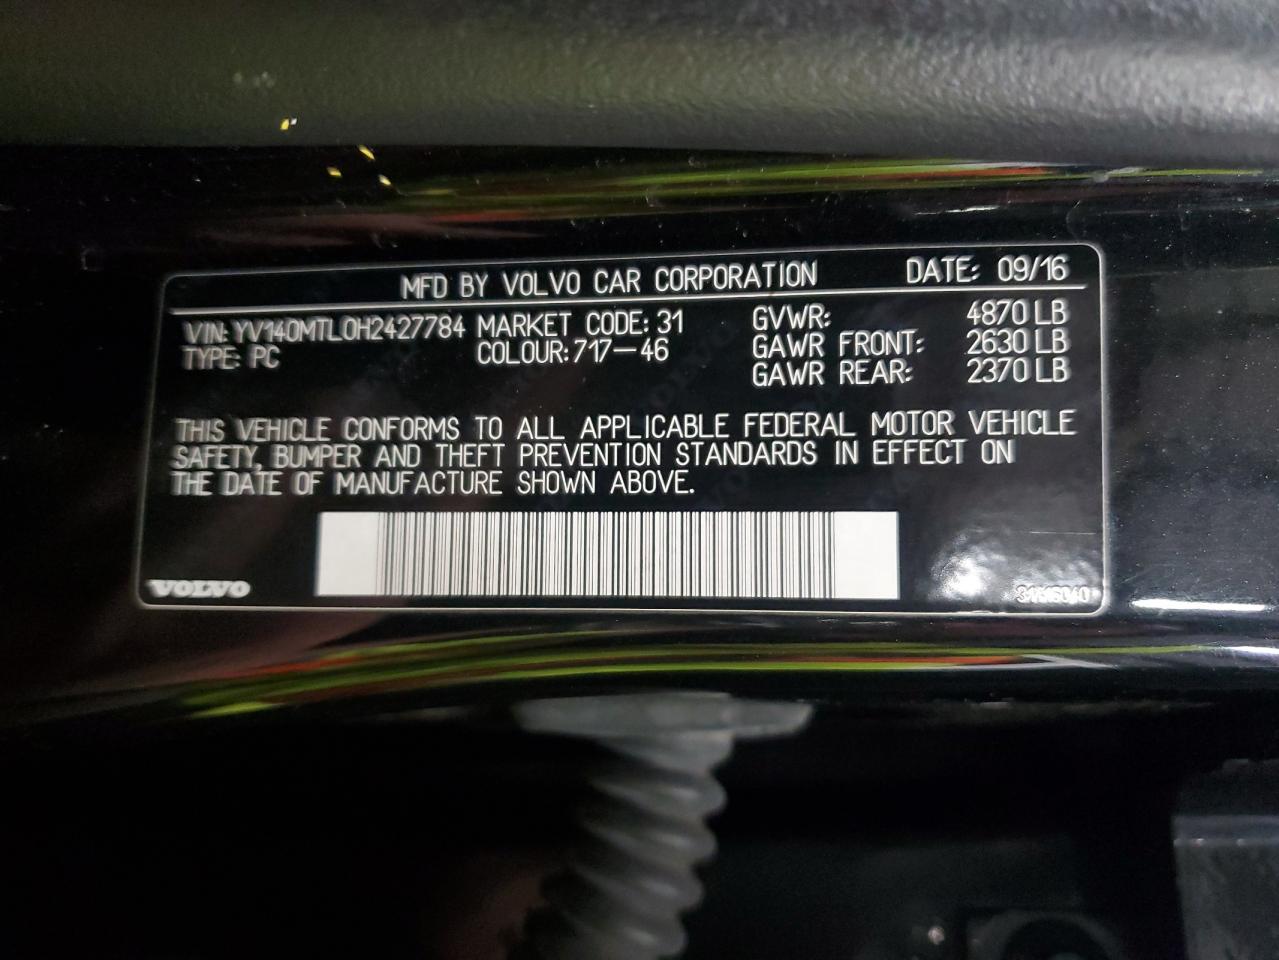 MFD BY VOLVO CAR CORPORATION DATE: 09/16
VIN: YV140MTL0H2427784 MARKET CODE: 31 GVWR: 4870 LB
TYPE: PC COLOUR: 717-46 GAWR FRONT: 2630 LB
GAWR REAR: 2370 LB
THIS VEHICLE CONFORMS TO ALL APPLICABLE FEDERAL MOTOR VEHICLE
SAFETY, BUMPER AND THEFT PREVENTION STANDARDS IN EFFECT ON
THE DATE OF MANUFACTURE SHOWN ABOVE.
VOLVO